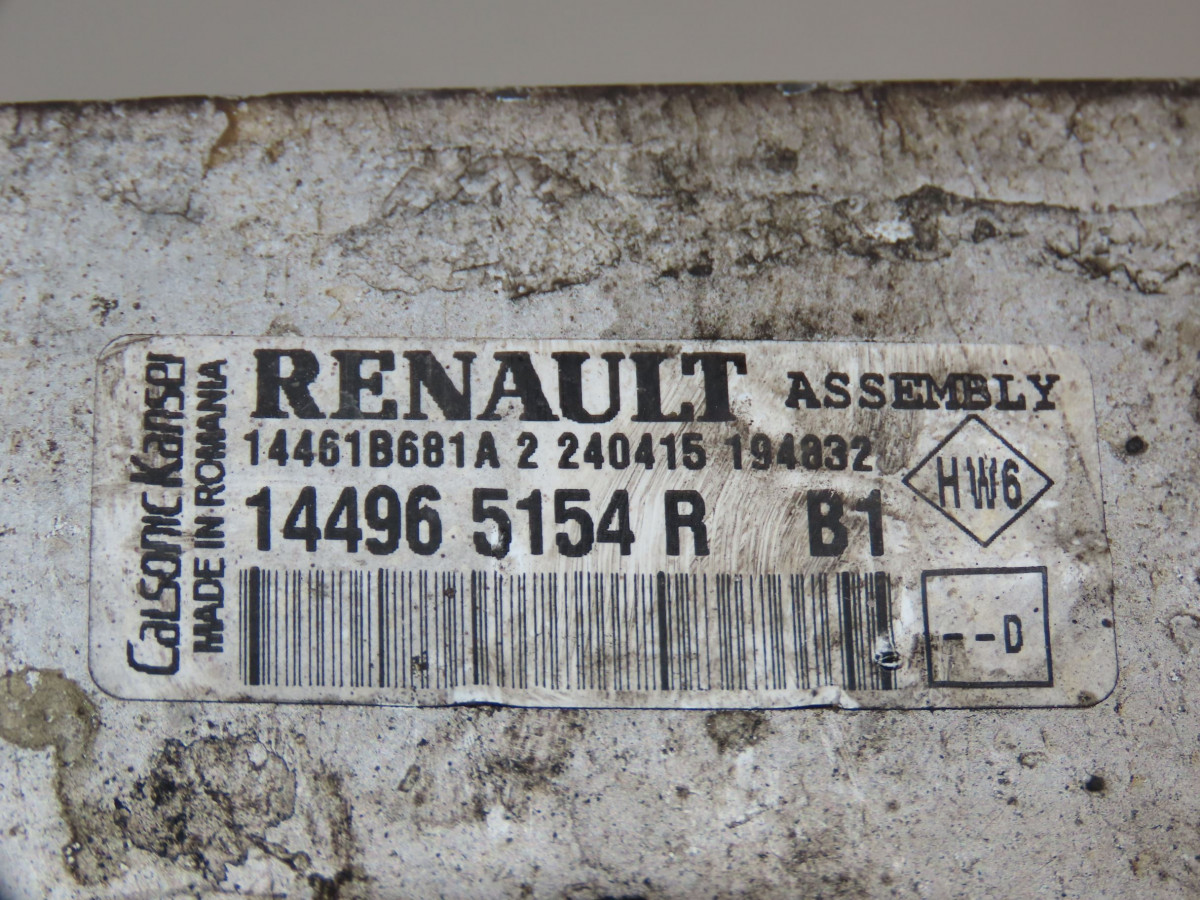 Calsonic Kansei
MADE IN ROMANIA
RENAULT ASSEMBLY
14461B681A 2 240415 194832
14496 5154 R B1
HW6
--D